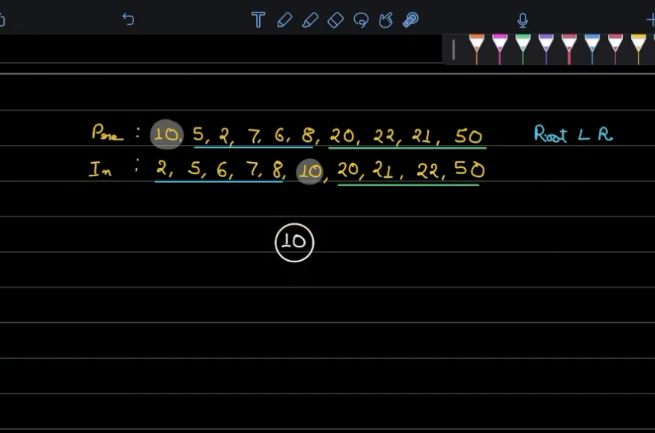 Pre : 10, 5, 2, 7, 6, 8, 20, 22, 21, 50 Root L R
In : 2, 5, 6, 7, 8, 10, 20, 21, 22, 50
10